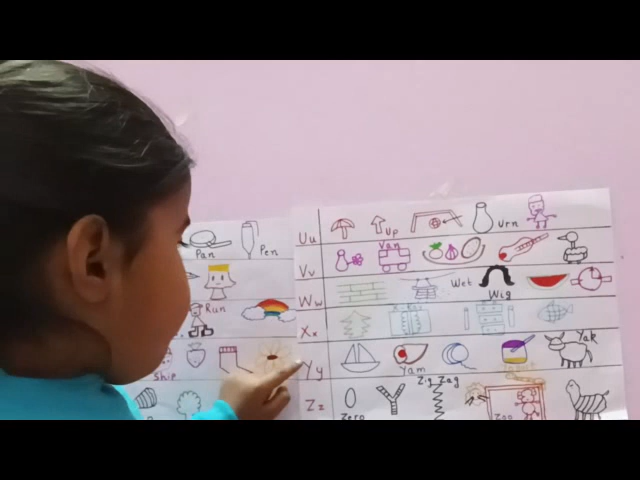 Pan Pen
Run
Ship
Uu Up Urn
Vv Van
Ww Wet Wig
Xx
Yy Yam Yak
Zz Zero Zig Zag Zoo